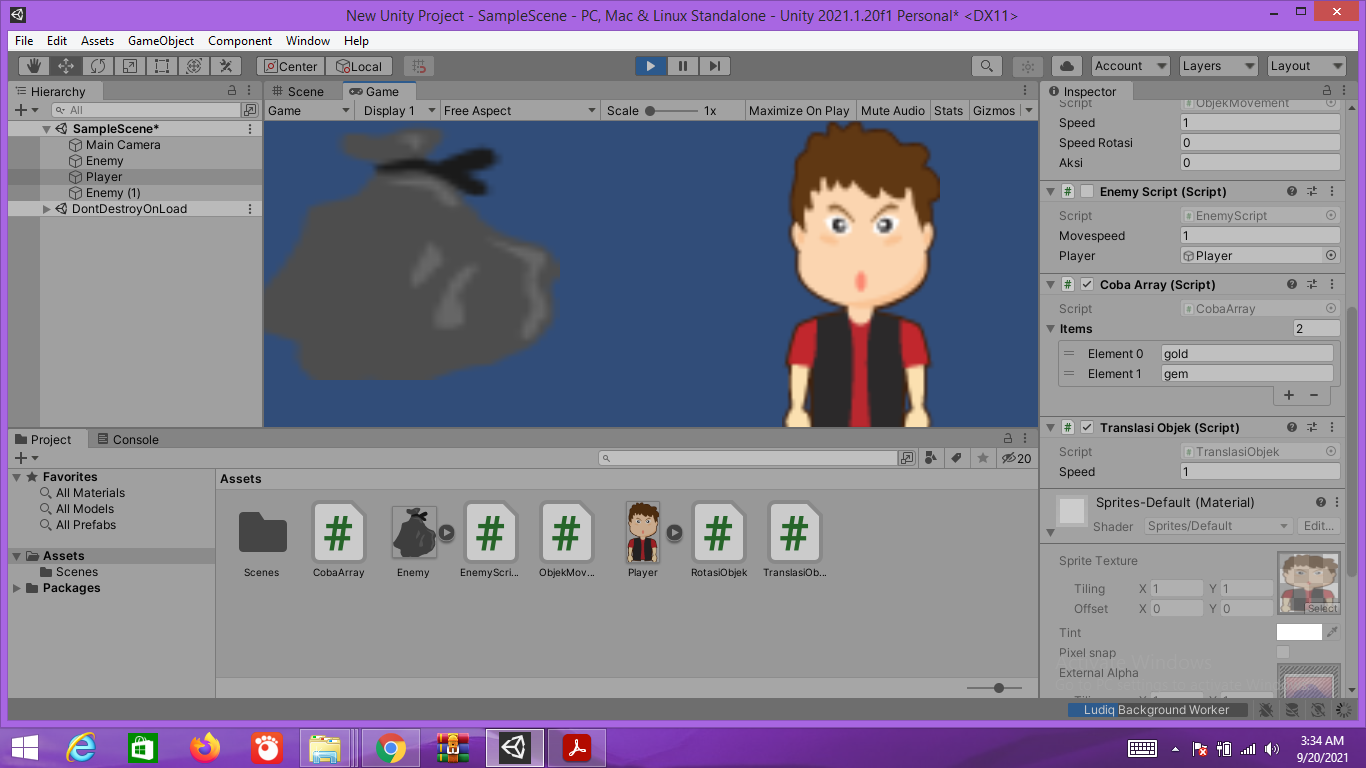 New Unity Project - SampleScene - PC, Mac & Linux Standalone - Unity 2021.1.20f1 Personal* <DX11>
File Edit Assets GameObject Component Window Help
Center Local Account Layers Layout
Hierarchy
All
SampleScene*
Main Camera
Enemy
Player
Enemy (1)
DontDestroyOnLoad
Scene Game
Game Display 1 Free Aspect Scale 1x Maximize On Play Mute Audio Stats Gizmos
Inspector
Script ObjekMovement
Speed 1
Speed Rotasi 0
Aksi 0
# Enemy Script (Script)
Script # EnemyScript
Movespeed 1
Player Player
# Coba Array (Script)
Script # CobaArray
Items 2
Element 0 gold
Element 1 gem
+ −
# Translasi Objek (Script)
Script # TranslasiObjek
Speed 1
Sprites-Default (Material)
Shader Sprites/Default Edit...
Sprite Texture
Tiling X 1 Y 1
Offset X 0 Y 0
Select
Tint
Pixel snap
External Alpha
Project Console
20
Favorites
All Materials
All Models
All Prefabs
Assets
Scenes
Packages
Assets
# # # # #
Scenes CobaArray Enemy EnemyScri... ObjekMov... Player RotasiObjek TranslasiOb...
Ludiq Background Worker
3:34 AM
9/20/2021